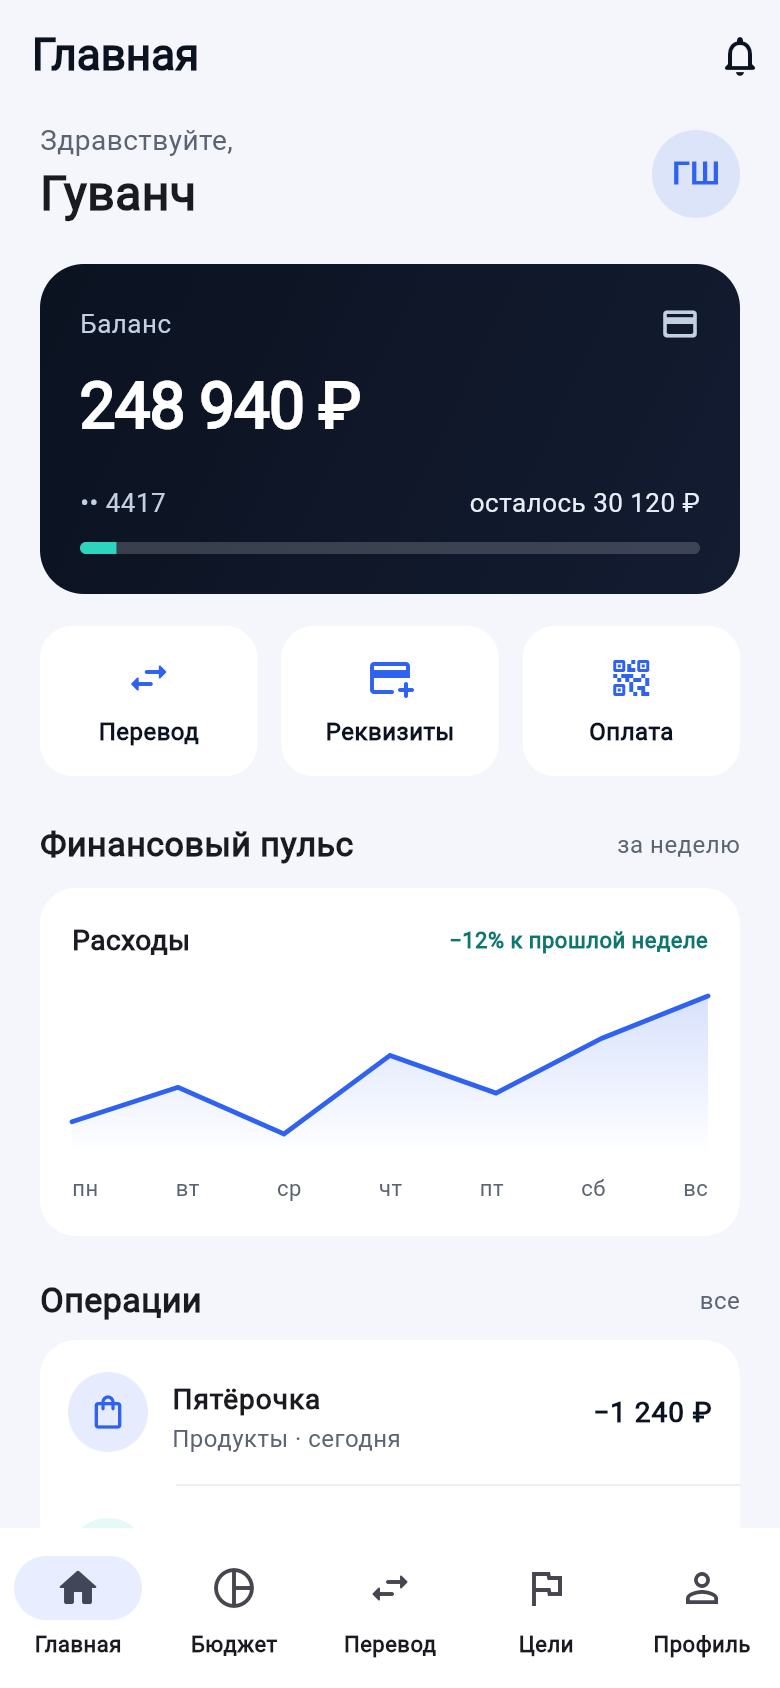 Главная
Здравствуйте,
Гуванч
ГШ
Баланс
248 940 ₽
•• 4417
осталось 30 120 ₽
Перевод
Реквизиты
Оплата
Финансовый пульс
за неделю
Расходы
−12% к прошлой неделе
пн вт ср чт пт сб вс
Операции
все
Пятёрочка
−1 240 ₽
Продукты · сегодня
Главная
Бюджет
Перевод
Цели
Профиль